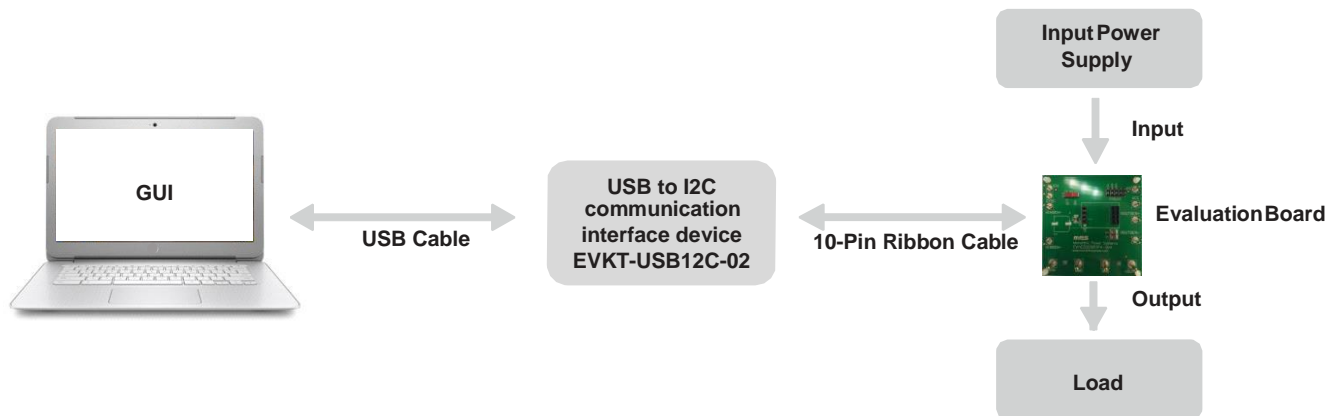 Input Power
Supply
Input
GUI
USB to I2C
communication
interface device
EVKT-USB12C-02
USB Cable
10-Pin Ribbon Cable
Evaluation Board
Output
Load